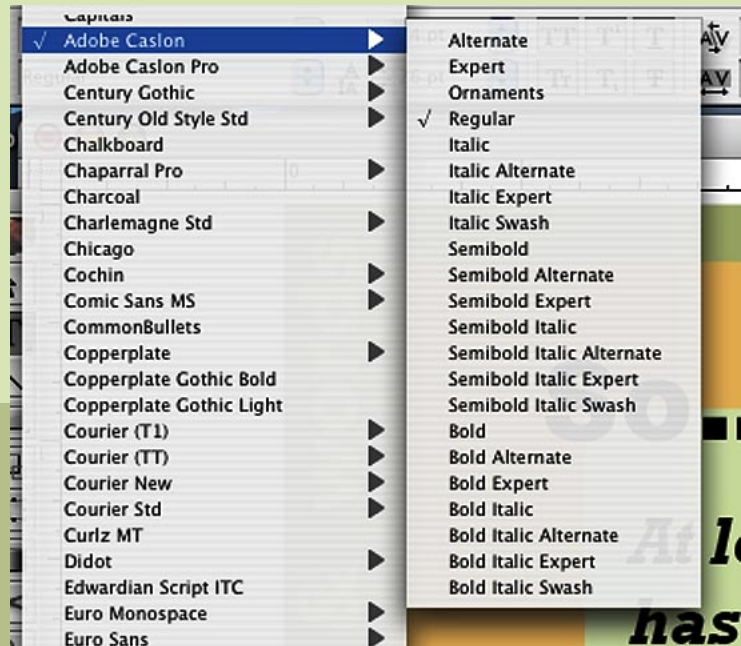 Capitals
√ Adobe Caslon
Adobe Caslon Pro
Century Gothic
Century Old Style Std
Chalkboard
Chaparral Pro
Charcoal
Charlemagne Std
Chicago
Cochin
Comic Sans MS
CommonBullets
Copperplate
Copperplate Gothic Bold
Copperplate Gothic Light
Courier (T1)
Courier (TT)
Courier New
Courier Std
Curlz MT
Didot
Edwardian Script ITC
Euro Monospace
Euro Sans
Alternate
Expert
Ornaments
√ Regular
Italic
Italic Alternate
Italic Expert
Italic Swash
Semibold
Semibold Alternate
Semibold Expert
Semibold Italic
Semibold Italic Alternate
Semibold Italic Expert
Semibold Italic Swash
Bold
Bold Alternate
Bold Expert
Bold Italic
Bold Italic Alternate
Bold Italic Expert
Bold Italic Swash
AV
AV
So
At
has